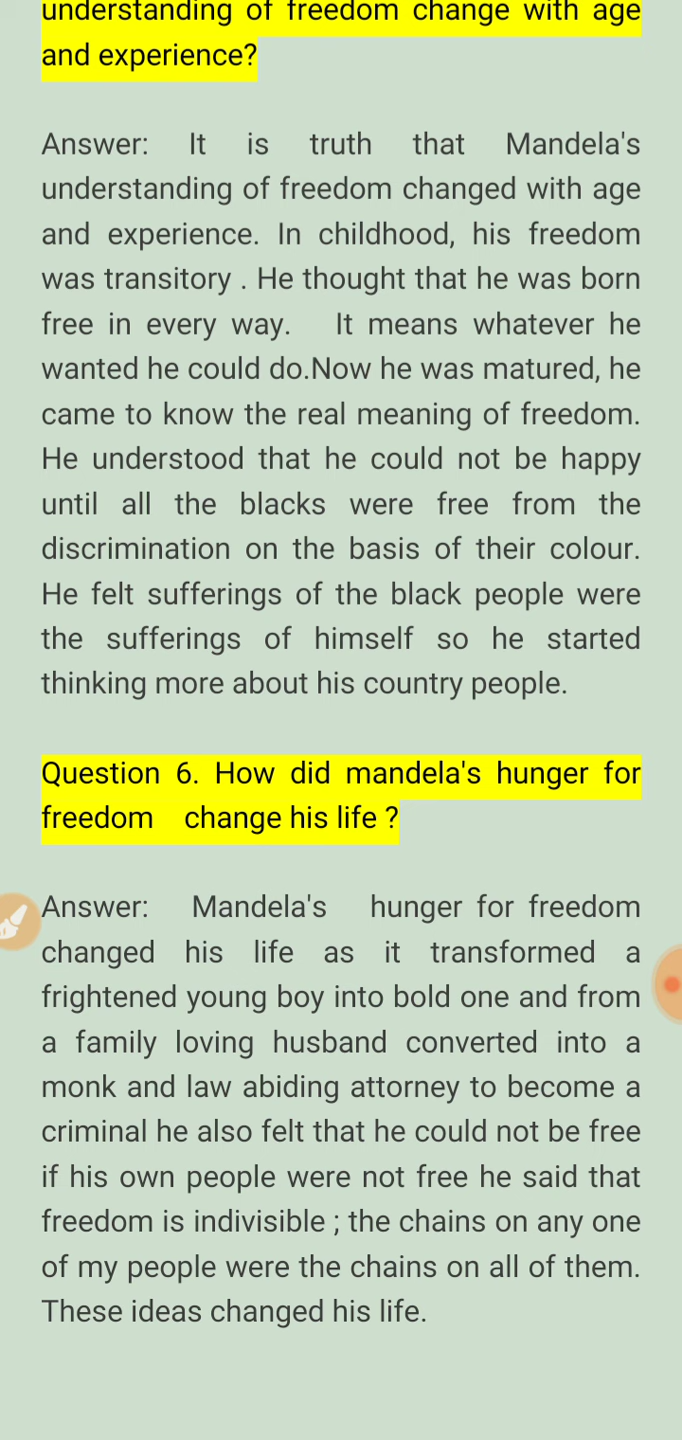 understanding of freedom change with age
and experience?
Answer: It is truth that Mandela's
understanding of freedom changed with age
and experience. In childhood, his freedom
was transitory . He thought that he was born
free in every way. It means whatever he
wanted he could do.Now he was matured, he
came to know the real meaning of freedom.
He understood that he could not be happy
until all the blacks were free from the
discrimination on the basis of their colour.
He felt sufferings of the black people were
the sufferings of himself so he started
thinking more about his country people.
Question 6. How did mandela's hunger for
freedom change his life ?
Answer: Mandela's hunger for freedom
changed his life as it transformed a
frightened young boy into bold one and from
a family loving husband converted into a
monk and law abiding attorney to become a
criminal he also felt that he could not be free
if his own people were not free he said that
freedom is indivisible ; the chains on any one
of my people were the chains on all of them.
These ideas changed his life.